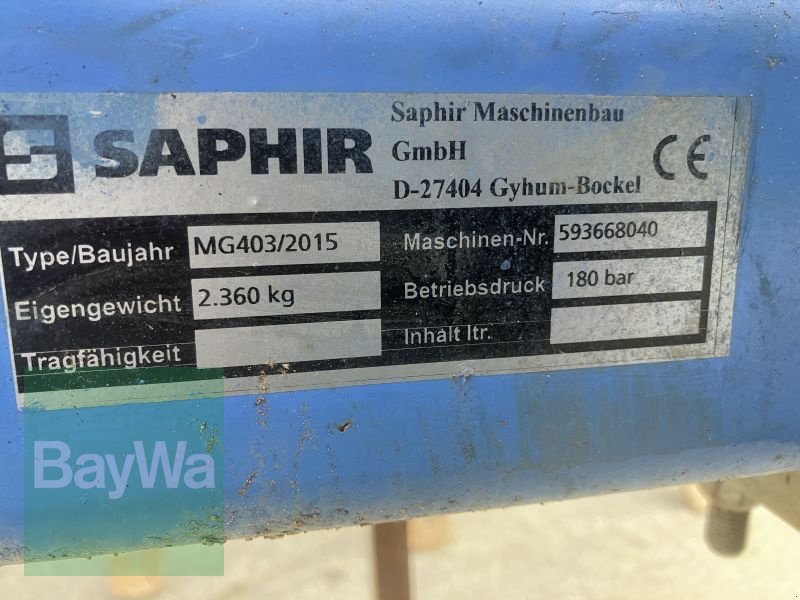 SAPHIR
Saphir Maschinenbau
GmbH
D-27404 Gyhum-Bockel
CE
Type/Baujahr MG403/2015
Maschinen-Nr. 593668040
Eigengewicht 2.360 kg
Betriebsdruck 180 bar
Tragfähigkeit
Inhalt ltr.
BayWa